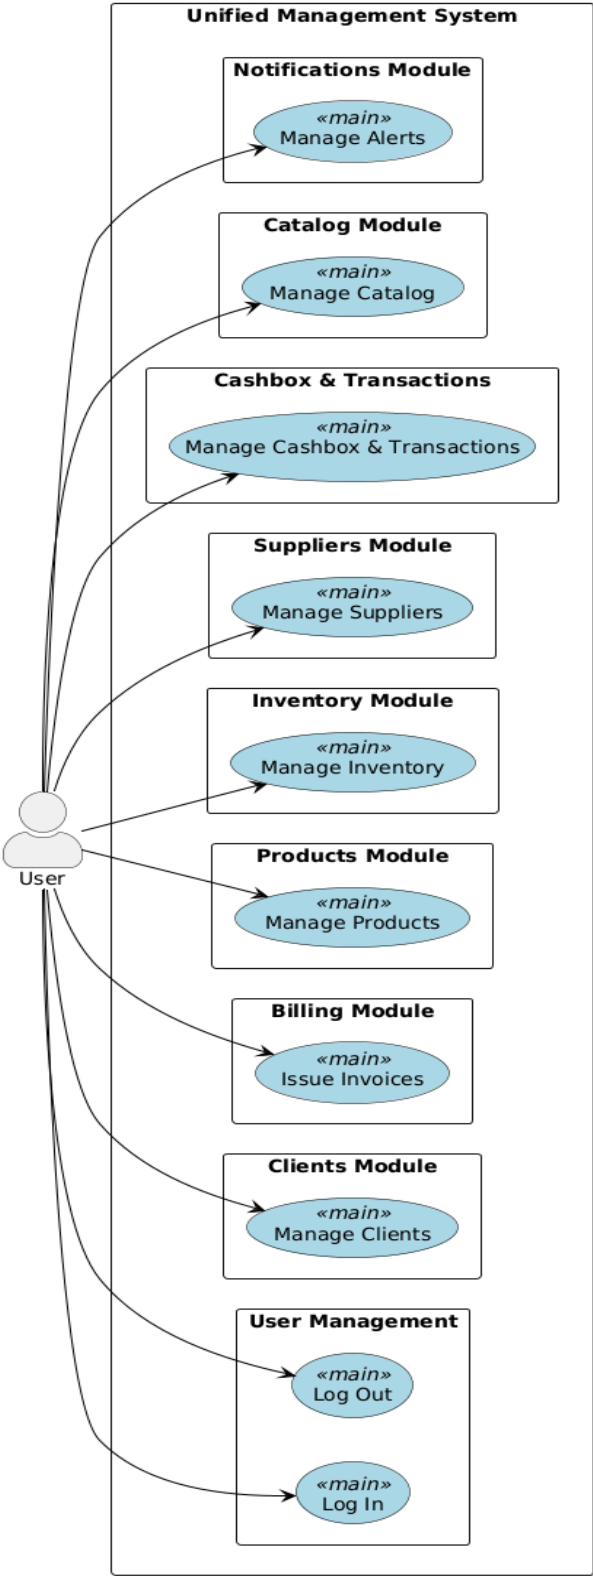 Unified Management System
Notifications Module
«main»
Manage Alerts
Catalog Module
«main»
Manage Catalog
Cashbox & Transactions
«main»
Manage Cashbox & Transactions
Suppliers Module
«main»
Manage Suppliers
Inventory Module
«main»
Manage Inventory
Products Module
«main»
Manage Products
User
Billing Module
«main»
Issue Invoices
Clients Module
«main»
Manage Clients
User Management
«main»
Log Out
«main»
Log In